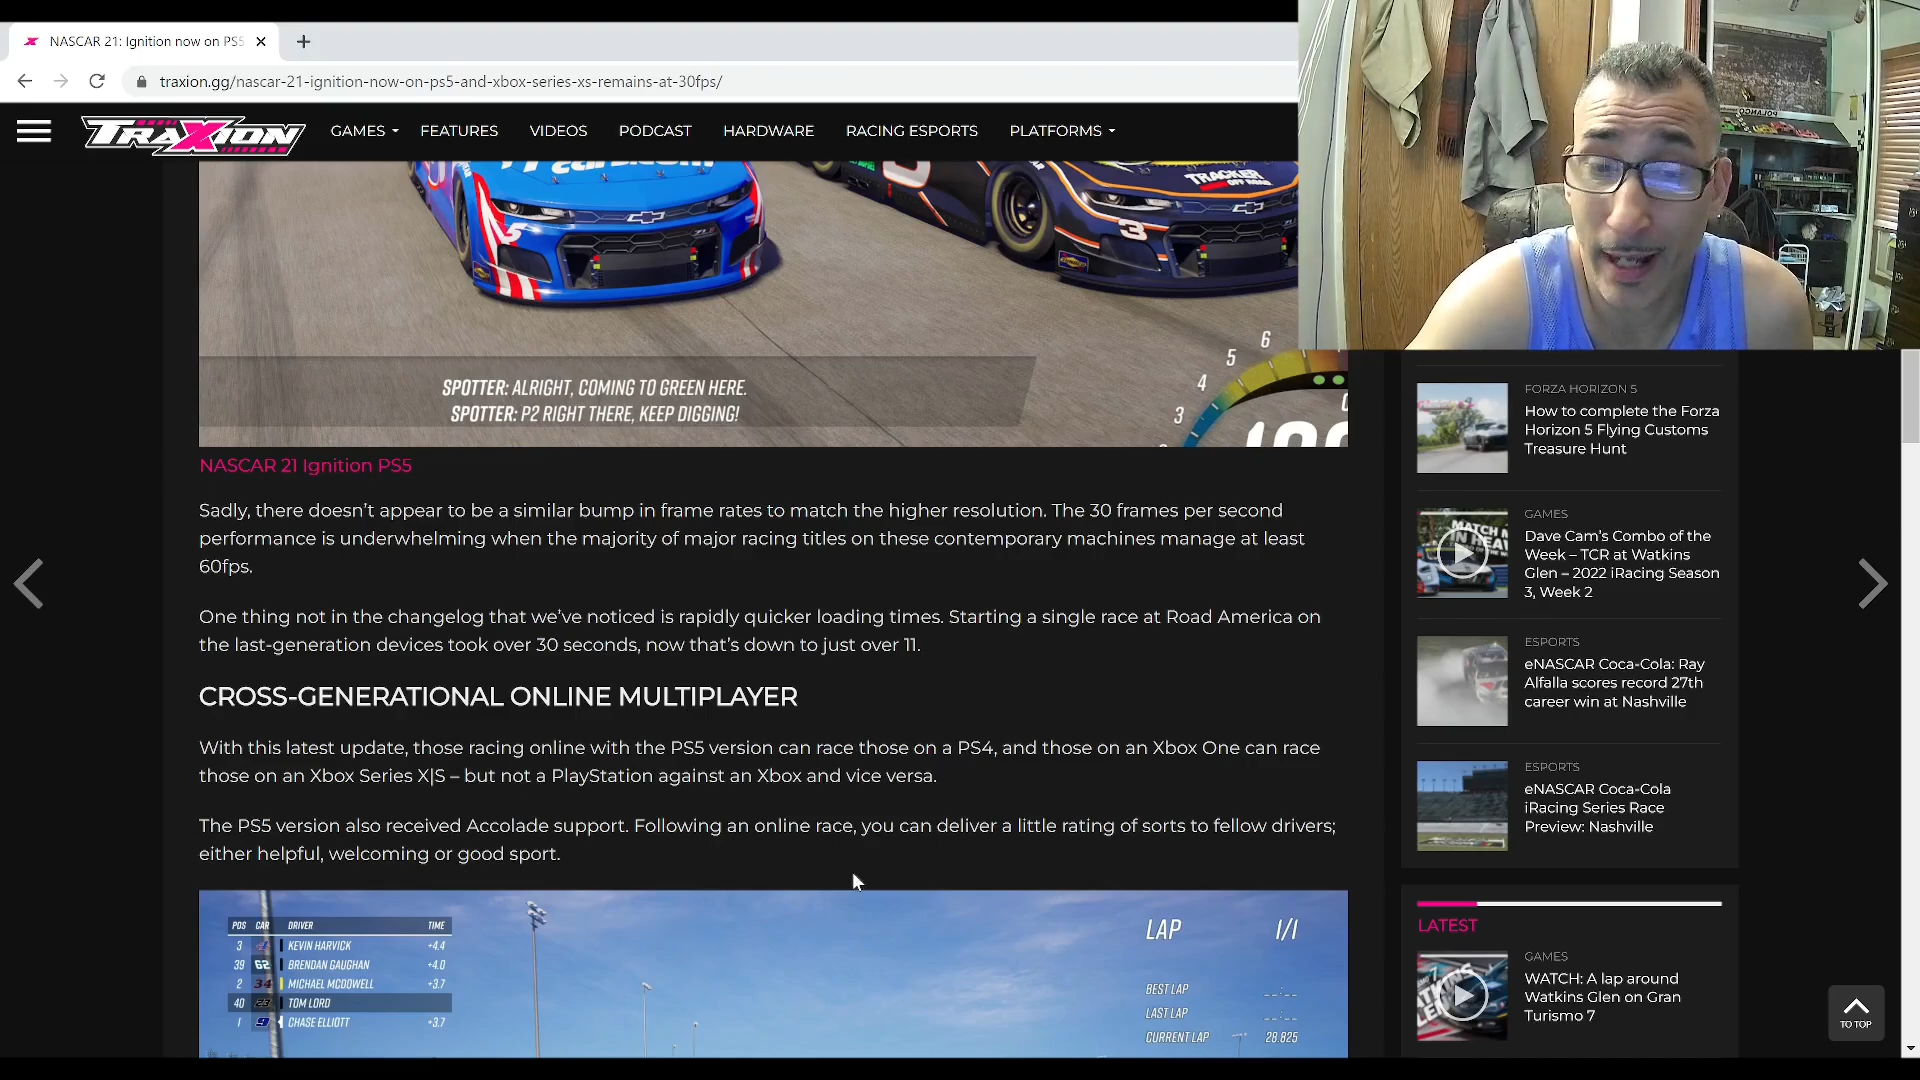 NASCAR 21: Ignition now on PS5
traxion.gg/nascar-21-ignition-now-on-ps5-and-xbox-series-xs-remains-at-30fps/
TRAXION
GAMES
FEATURES
VIDEOS
PODCAST
HARDWARE
RACING ESPORTS
PLATFORMS
TRACKER
OFF ROAD
5
3
SPOTTER: ALRIGHT, COMING TO GREEN HERE.
SPOTTER: P2 RIGHT THERE, KEEP DIGGING!
3
4
5
6
NASCAR 21 Ignition PS5
Sadly, there doesn’t appear to be a similar bump in frame rates to match the higher resolution. The 30 frames per second
performance is underwhelming when the majority of major racing titles on these contemporary machines manage at least
60fps.
One thing not in the changelog that we’ve noticed is rapidly quicker loading times. Starting a single race at Road America on
the last-generation devices took over 30 seconds, now that’s down to just over 11.
CROSS-GENERATIONAL ONLINE MULTIPLAYER
With this latest update, those racing online with the PS5 version can race those on a PS4, and those on an Xbox One can race
those on an Xbox Series X|S – but not a PlayStation against an Xbox and vice versa.
The PS5 version also received Accolade support. Following an online race, you can deliver a little rating of sorts to fellow drivers;
either helpful, welcoming or good sport.
POS CAR DRIVER TIME
3 4 KEVIN HARVICK +4.4
39 62 BRENDAN GAUGHAN +4.0
2 34 MICHAEL MCDOWELL +3.7
40 23 TOM LORD
1 9 CHASE ELLIOTT +3.7
LAP 1/1
BEST LAP --:--
LAST LAP --:--
CURRENT LAP 28.825
FORZA HORIZON 5
How to complete the Forza
Horizon 5 Flying Customs
Treasure Hunt
GAMES
Dave Cam’s Combo of the
Week – TCR at Watkins
Glen – 2022 iRacing Season
3, Week 2
ESPORTS
eNASCAR Coca-Cola: Ray
Alfalla scores record 27th
career win at Nashville
ESPORTS
eNASCAR Coca-Cola
iRacing Series Race
Preview: Nashville
LATEST
GAMES
WATCH: A lap around
Watkins Glen on Gran
Turismo 7
TO TOP